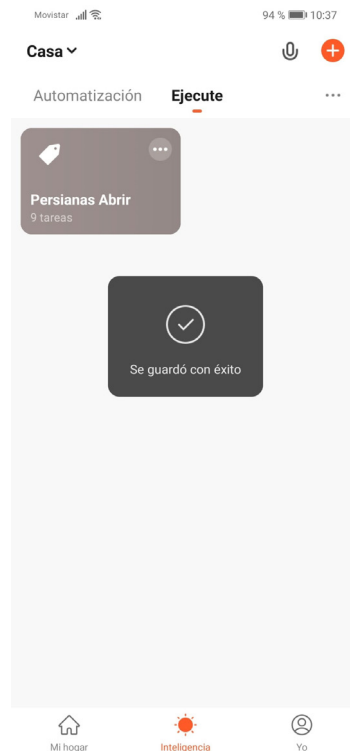 Movistar 94 % 10:37
Casa
Automatización Ejecute
Persianas Abrir
9 tareas
Se guardó con éxito
Mi hogar Inteligencia Yo